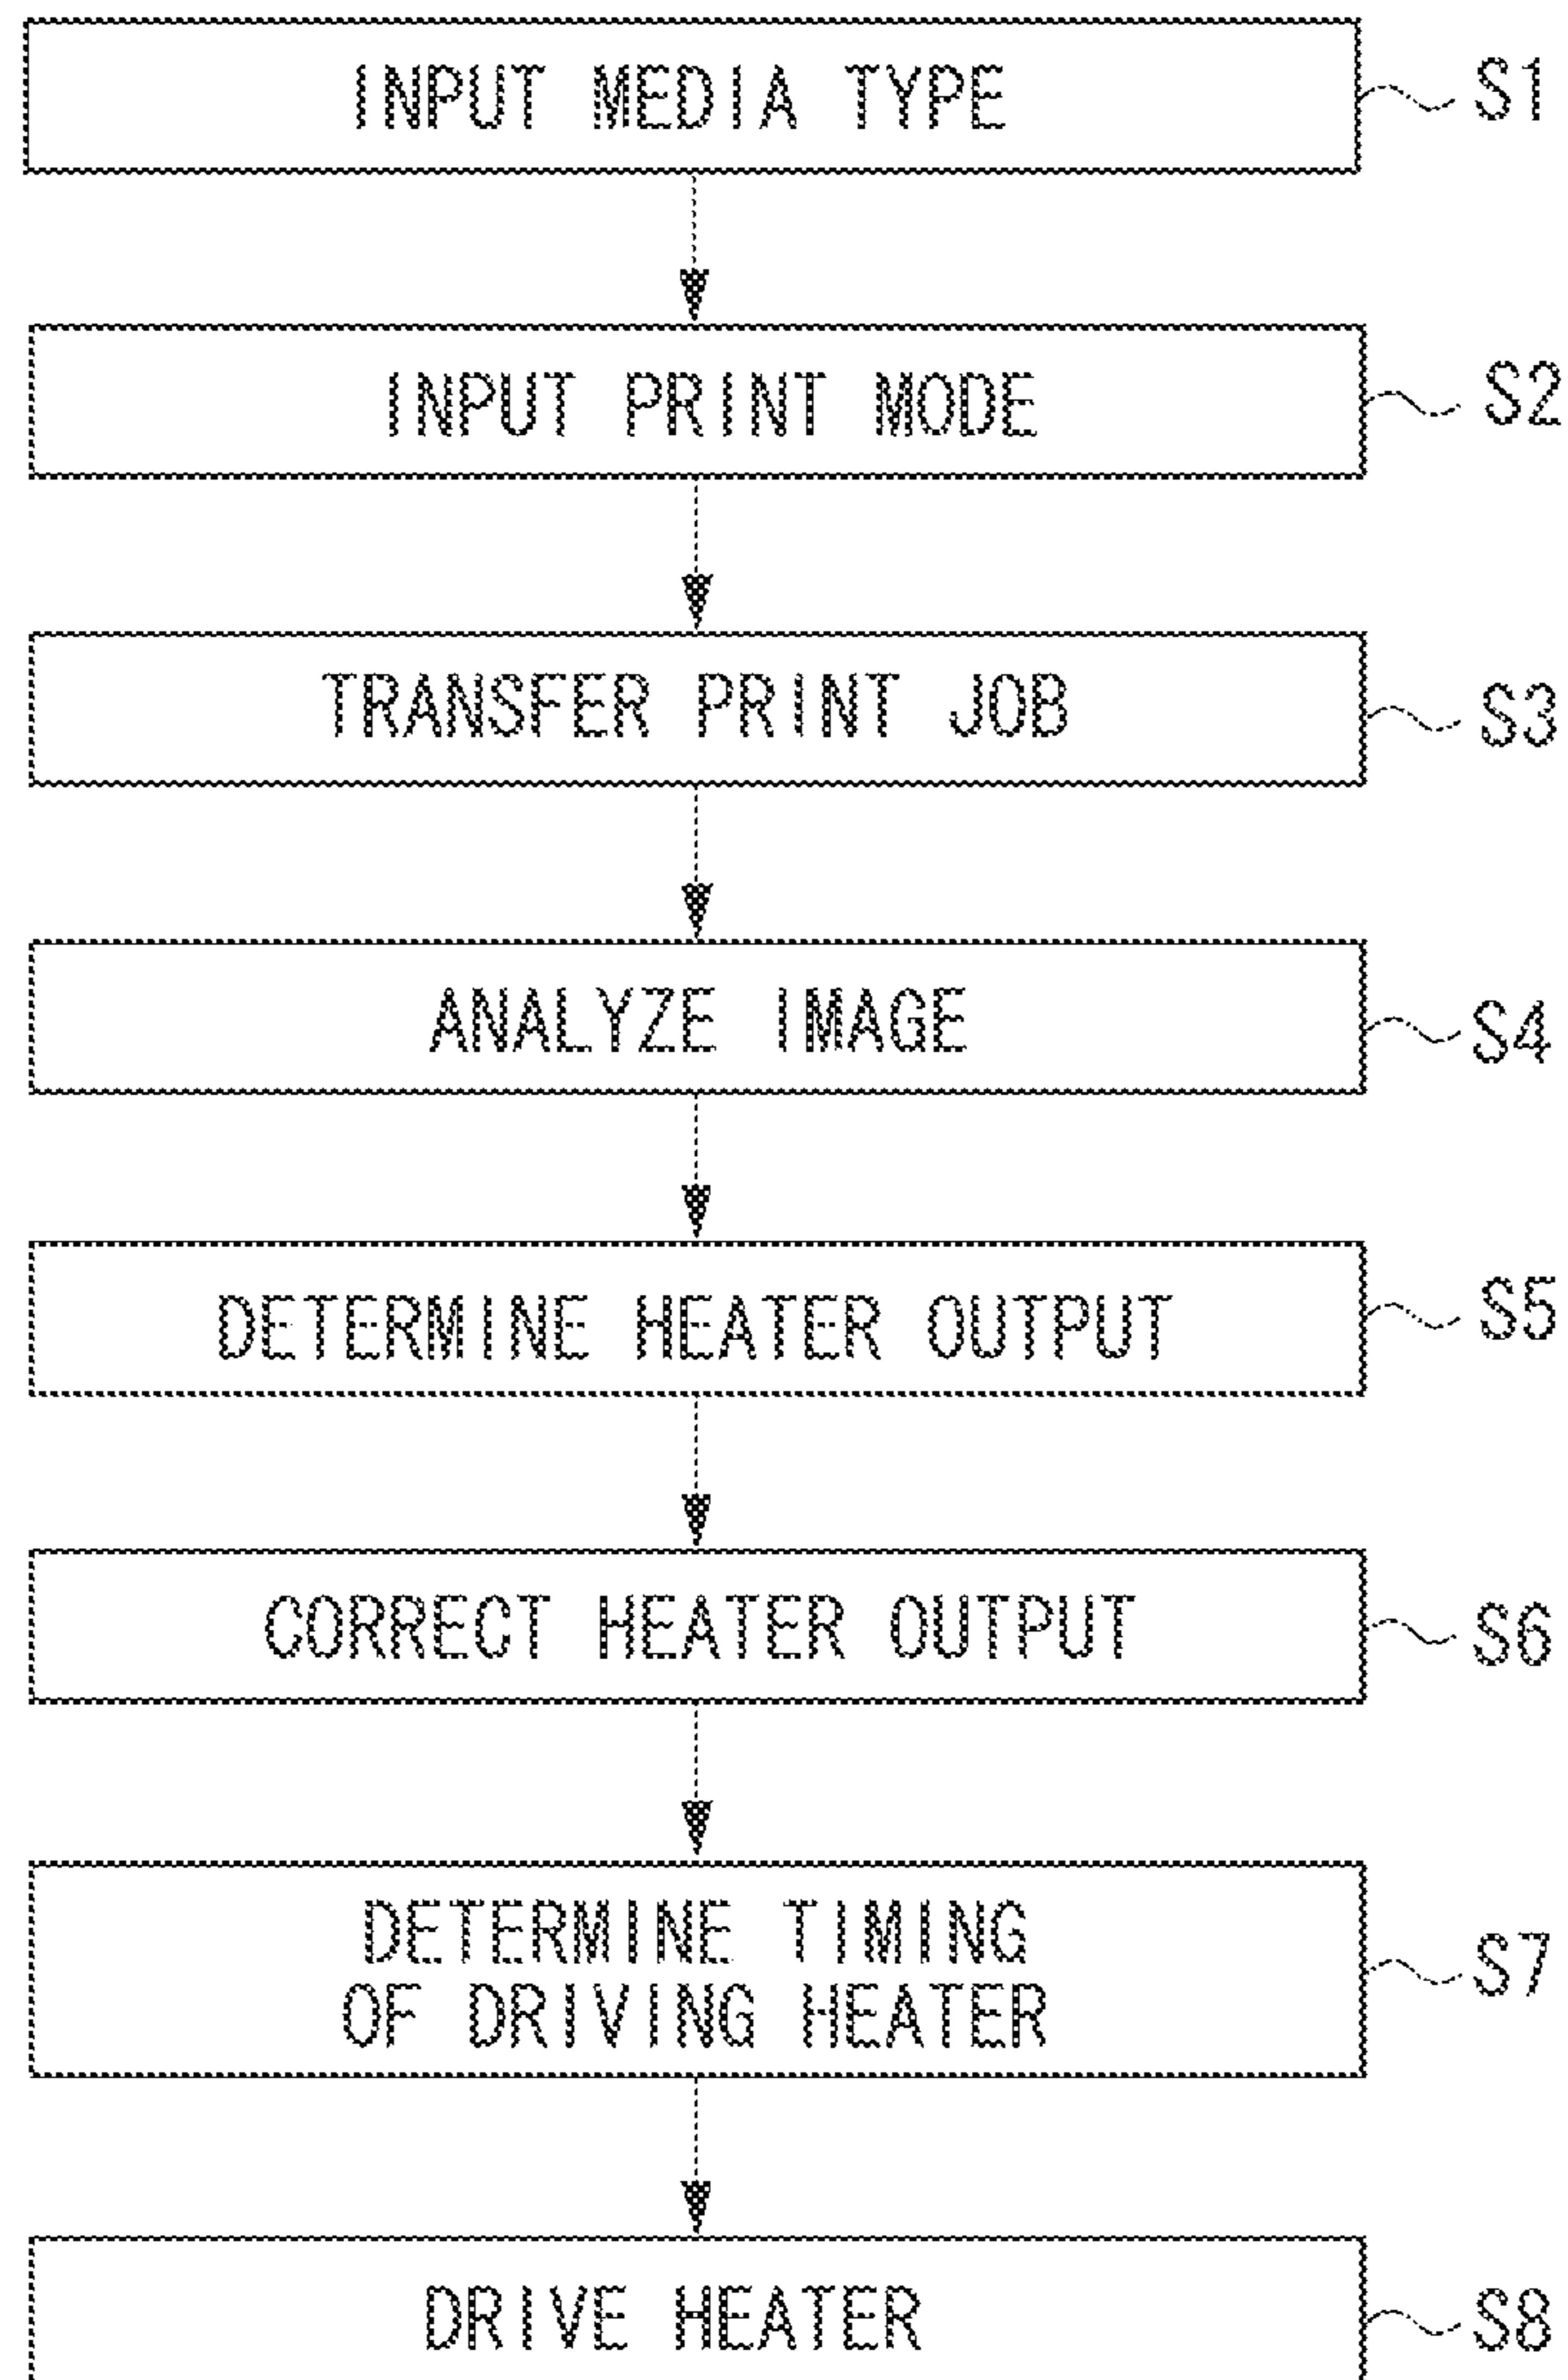 INPUT MEDIA TYPE S1
INPUT PRINT MODE S2
TRANSFER PRINT JOB S3
ANALYZE IMAGE S4
DETERMINE HEATER OUTPUT S5
CORRECT HEATER OUTPUT S6
DETERMINE TIMING
OF DRIVING HEATER S7
DRIVE HEATER S8